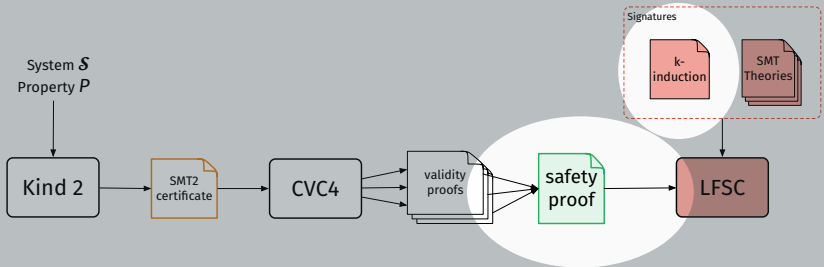 Signatures
k-
induction
SMT
Theories
System 𝓢
Property P
Kind 2
SMT2
certificate
CVC4
validity
proofs
safety
proof
LFSC